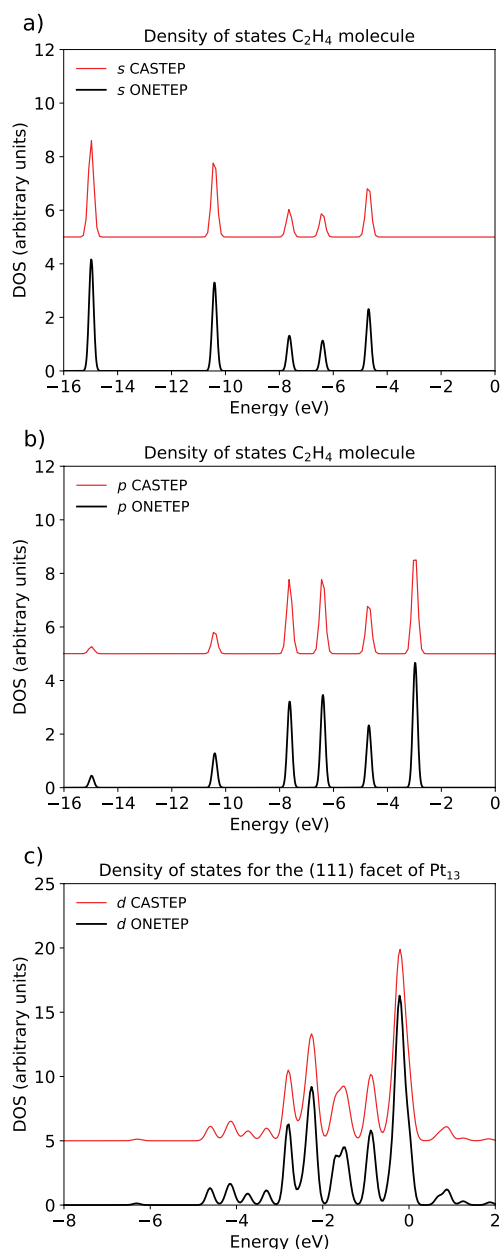 a)
Density of states C₂H₄ molecule
12
10
8
6
4
2
0
DOS (arbitrary units)
s CASTEP
s ONETEP
−16 −14 −12 −10 −8 −6 −4 −2 0
Energy (eV)
b)
Density of states C₂H₄ molecule
12
10
8
6
4
2
0
DOS (arbitrary units)
p CASTEP
p ONETEP
−16 −14 −12 −10 −8 −6 −4 −2 0
Energy (eV)
c)
Density of states for the (111) facet of Pt₁₃
25
20
15
10
5
0
DOS (arbitrary units)
d CASTEP
d ONETEP
−8 −6 −4 −2 0 2
Energy (eV)